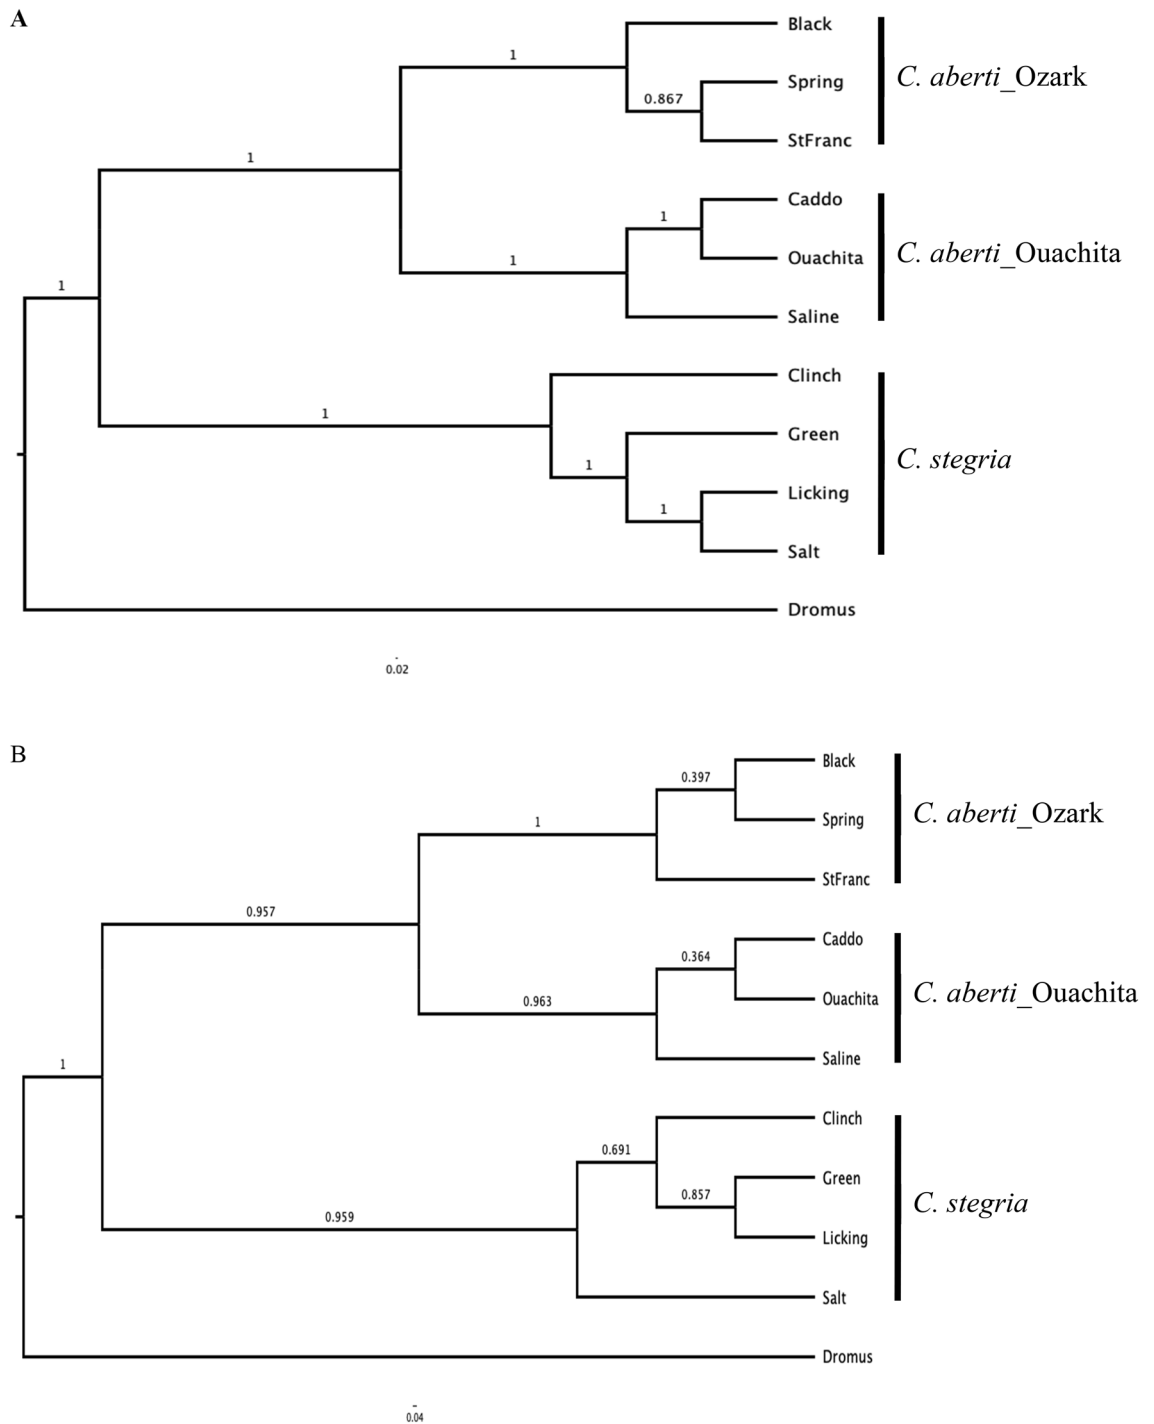 A
Black
1
C. aberti_Ozark
Spring
0.867
StFranc
1
Caddo
1
C. aberti_Ouachita
Ouachita
1
Saline
1
Clinch
1
Green
C. stegria
1
Licking
1
Salt
Dromus
0.02
B
Black
0.397
C. aberti_Ozark
Spring
1
StFranc
0.957
Caddo
0.364
C. aberti_Ouachita
Ouachita
0.963
Saline
1
Clinch
0.691
Green
0.857
C. stegria
0.959
Licking
Salt
Dromus
0.04